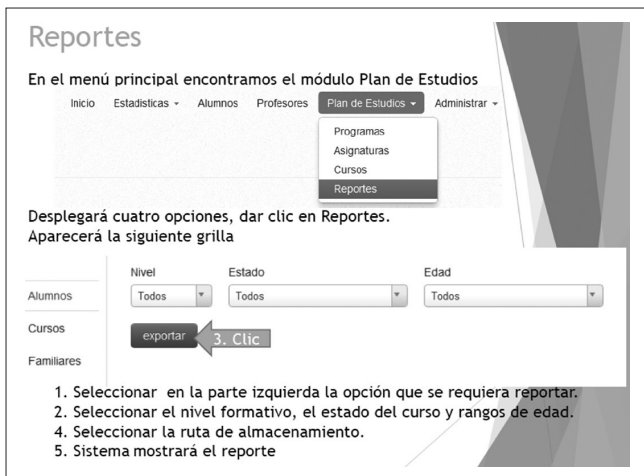 Reportes
En el menú principal encontramos el módulo Plan de Estudios
Inicio Estadisticas Alumnos Profesores Plan de Estudios Administrar
Programas
Asignaturas
Cursos
Reportes
Desplegará cuatro opciones, dar clic en Reportes.
Aparecerá la siguiente grilla
Nivel Estado Edad
Alumnos Todos Todos Todos
Cursos exportar 3. Clic
Familiares
1. Seleccionar en la parte izquierda la opción que se requiera reportar.
2. Seleccionar el nivel formativo, el estado del curso y rangos de edad.
4. Seleccionar la ruta de almacenamiento.
5. Sistema mostrará el reporte